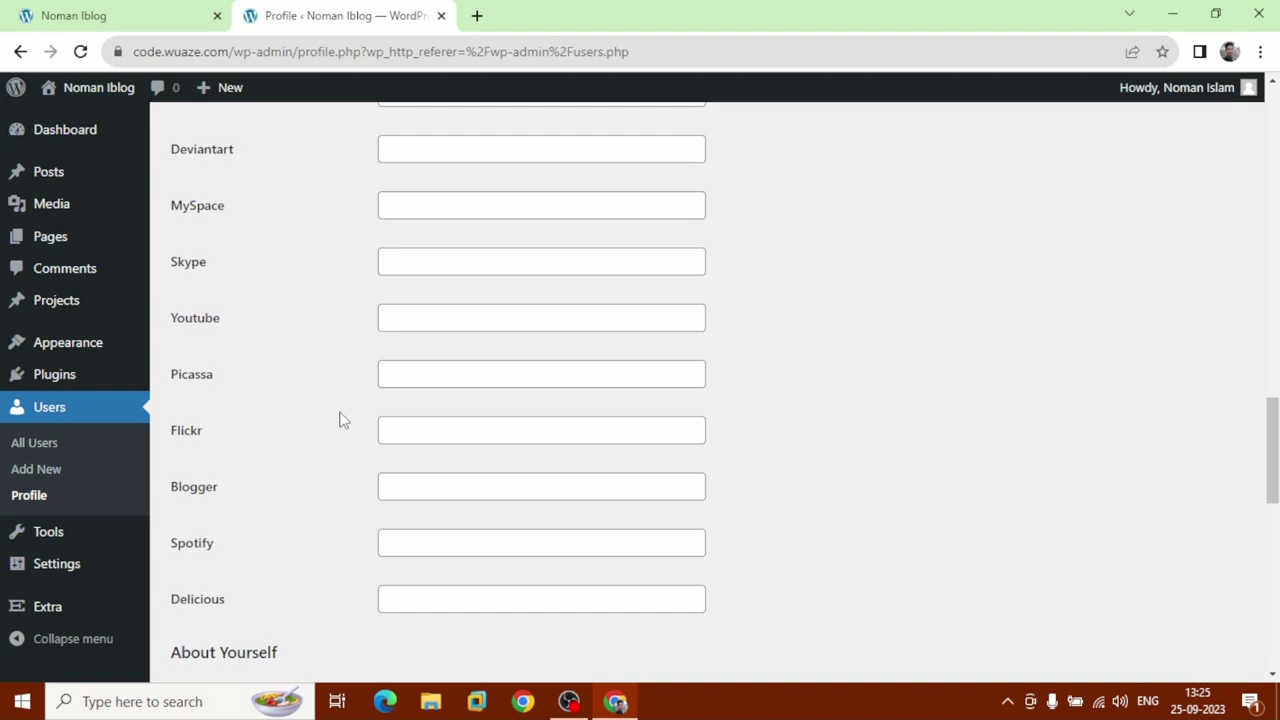 Noman Iblog
Profile ‹ Noman Iblog — WordPr
code.wuaze.com/wp-admin/profile.php?wp_http_referer=%2Fwp-admin%2Fusers.php
Noman Iblog
0
New
Howdy, Noman Islam
Dashboard
Posts
Media
Pages
Comments
Projects
Appearance
Plugins
Users
All Users
Add New
Profile
Tools
Settings
Extra
Collapse menu
Deviantart
MySpace
Skype
Youtube
Picassa
Flickr
Blogger
Spotify
Delicious
About Yourself
Type here to search
ENG
13:25
25-09-2023
1